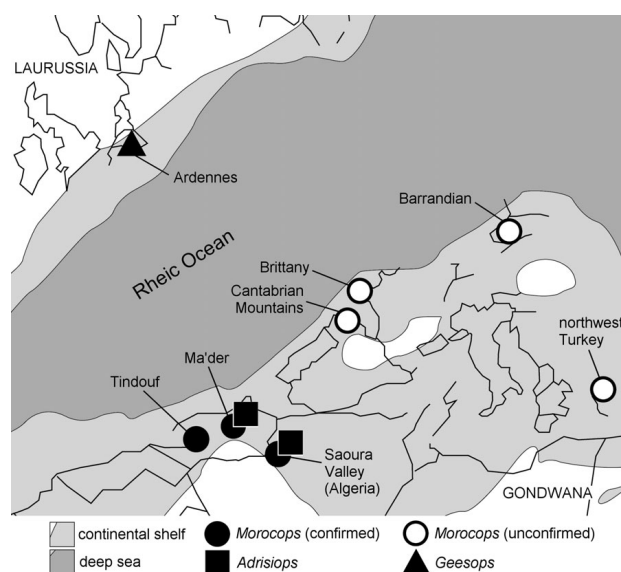 LAURUSSIA
Ardennes
Barrandian
Rheic Ocean
Brittany
Cantabrian
Mountains
northwest
Turkey
Ma'der
Tindouf
Saoura
Valley
(Algeria)
GONDWANA
continental shelf
Morocops (confirmed)
Morocops (unconfirmed)
deep sea
Adrisiops
Geesops